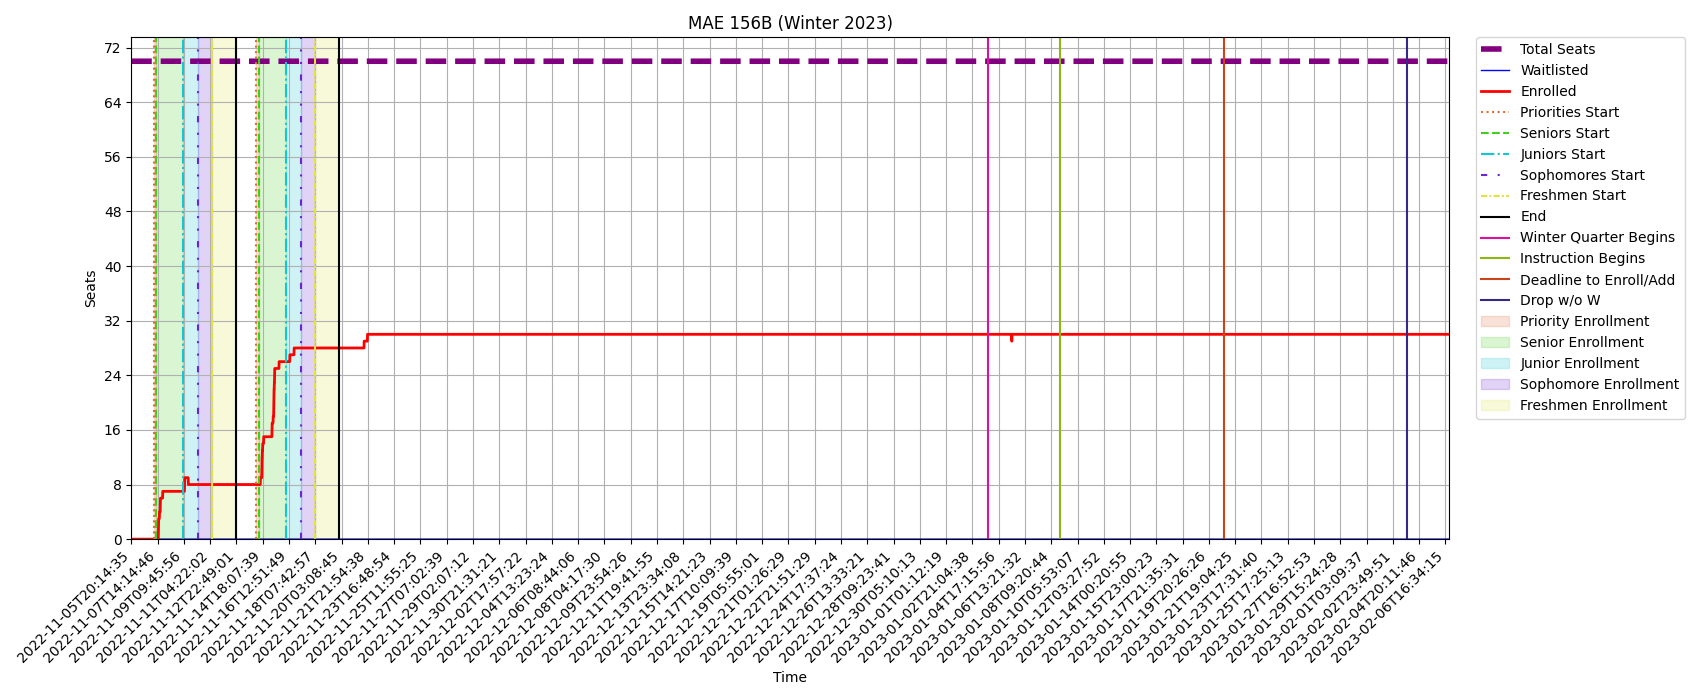 MAE 156B (Winter 2023)
Seats
72
64
56
48
40
32
24
16
8
0
2022-11-05T20:14:35
2022-11-07T14:14:46
2022-11-09T09:45:56
2022-11-11T04:22:02
2022-11-12T22:49:01
2022-11-14T18:07:39
2022-11-16T12:51:49
2022-11-18T07:42:57
2022-11-20T03:08:45
2022-11-21T21:54:38
2022-11-23T16:48:54
2022-11-25T11:55:25
2022-11-27T07:02:39
2022-11-29T02:07:12
2022-11-30T21:31:21
2022-12-02T17:57:22
2022-12-04T13:23:24
2022-12-06T08:44:06
2022-12-08T04:17:30
2022-12-09T23:54:26
2022-12-11T19:41:55
2022-12-13T23:34:08
2022-12-15T14:21:23
2022-12-17T10:09:39
2022-12-19T05:55:01
2022-12-21T01:26:29
2022-12-22T21:51:29
2022-12-24T17:37:24
2022-12-26T13:33:21
2022-12-28T09:23:41
2022-12-30T05:10:13
2023-01-01T01:12:19
2023-01-02T21:04:38
2023-01-04T17:15:56
2023-01-06T13:21:32
2023-01-08T09:20:44
2023-01-10T05:53:07
2023-01-12T03:27:52
2023-01-14T00:20:55
2023-01-15T23:00:23
2023-01-17T21:35:31
2023-01-19T20:26:26
2023-01-21T19:04:25
2023-01-23T17:31:40
2023-01-25T17:25:13
2023-01-27T16:52:53
2023-01-29T15:24:28
2023-02-01T03:09:37
2023-02-02T23:49:51
2023-02-04T20:11:46
2023-02-06T16:34:15
Time
Total Seats
Waitlisted
Enrolled
Priorities Start
Seniors Start
Juniors Start
Sophomores Start
Freshmen Start
End
Winter Quarter Begins
Instruction Begins
Deadline to Enroll/Add
Drop w/o W
Priority Enrollment
Senior Enrollment
Junior Enrollment
Sophomore Enrollment
Freshmen Enrollment